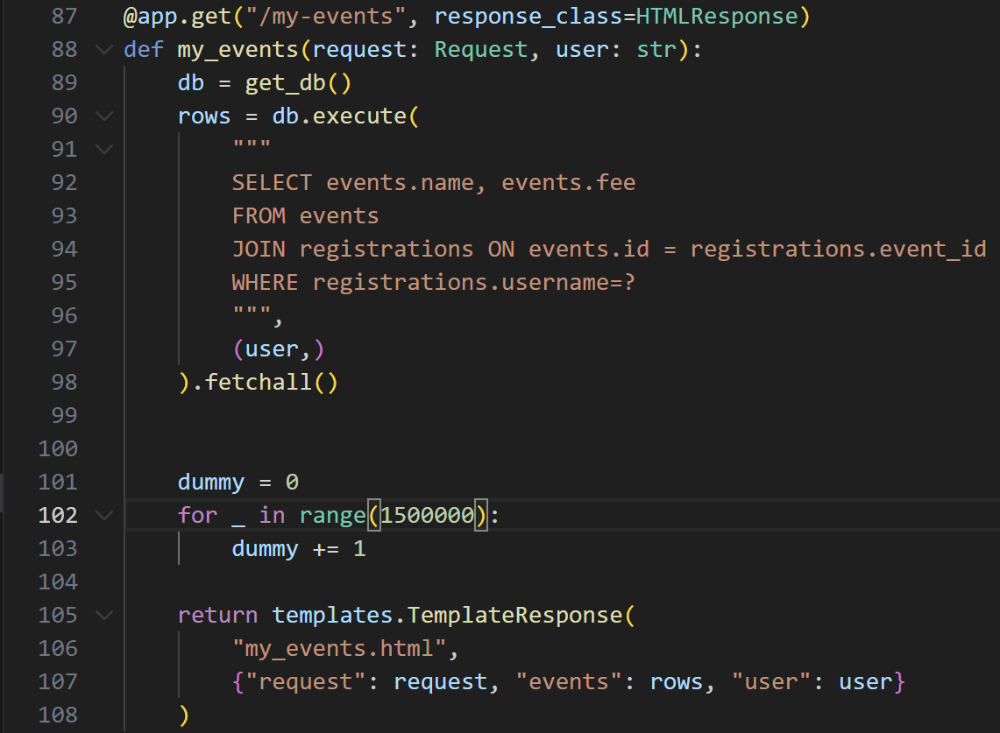 87 @app.get("/my-events", response_class=HTMLResponse)
88 def my_events(request: Request, user: str):
89     db = get_db()
90     rows = db.execute(
91         """
92         SELECT events.name, events.fee
93         FROM events
94         JOIN registrations ON events.id = registrations.event_id
95         WHERE registrations.username=?
96         """,
97         (user,)
98     ).fetchall()
99
100
101     dummy = 0
102     for _ in range(1500000):
103         dummy += 1
104
105     return templates.TemplateResponse(
106         "my_events.html",
107         {"request": request, "events": rows, "user": user}
108     )